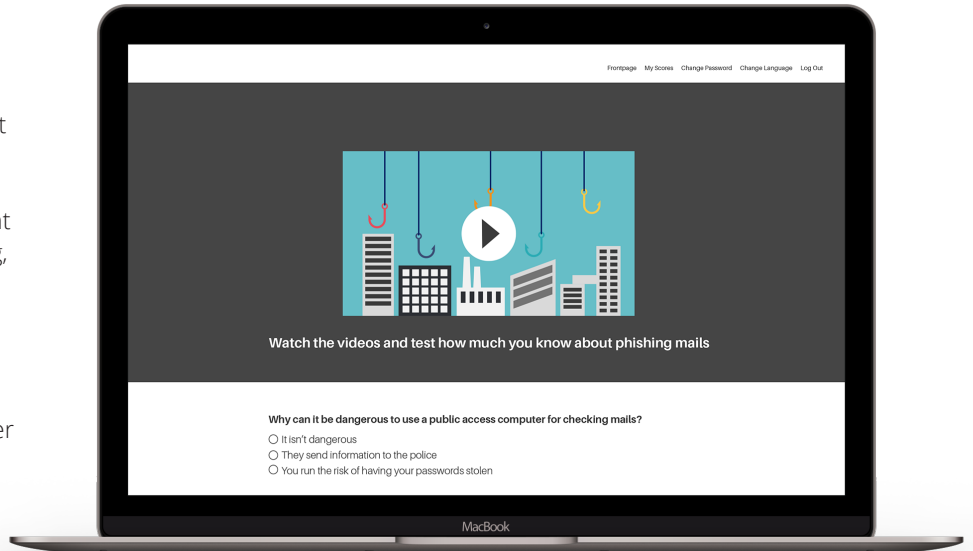 Frontpage My Scores Change Password Change Language Log Out
Watch the videos and test how much you know about phishing mails
Why can it be dangerous to use a public access computer for checking mails?
It isn't dangerous
They send information to the police
You run the risk of having your passwords stolen
MacBook